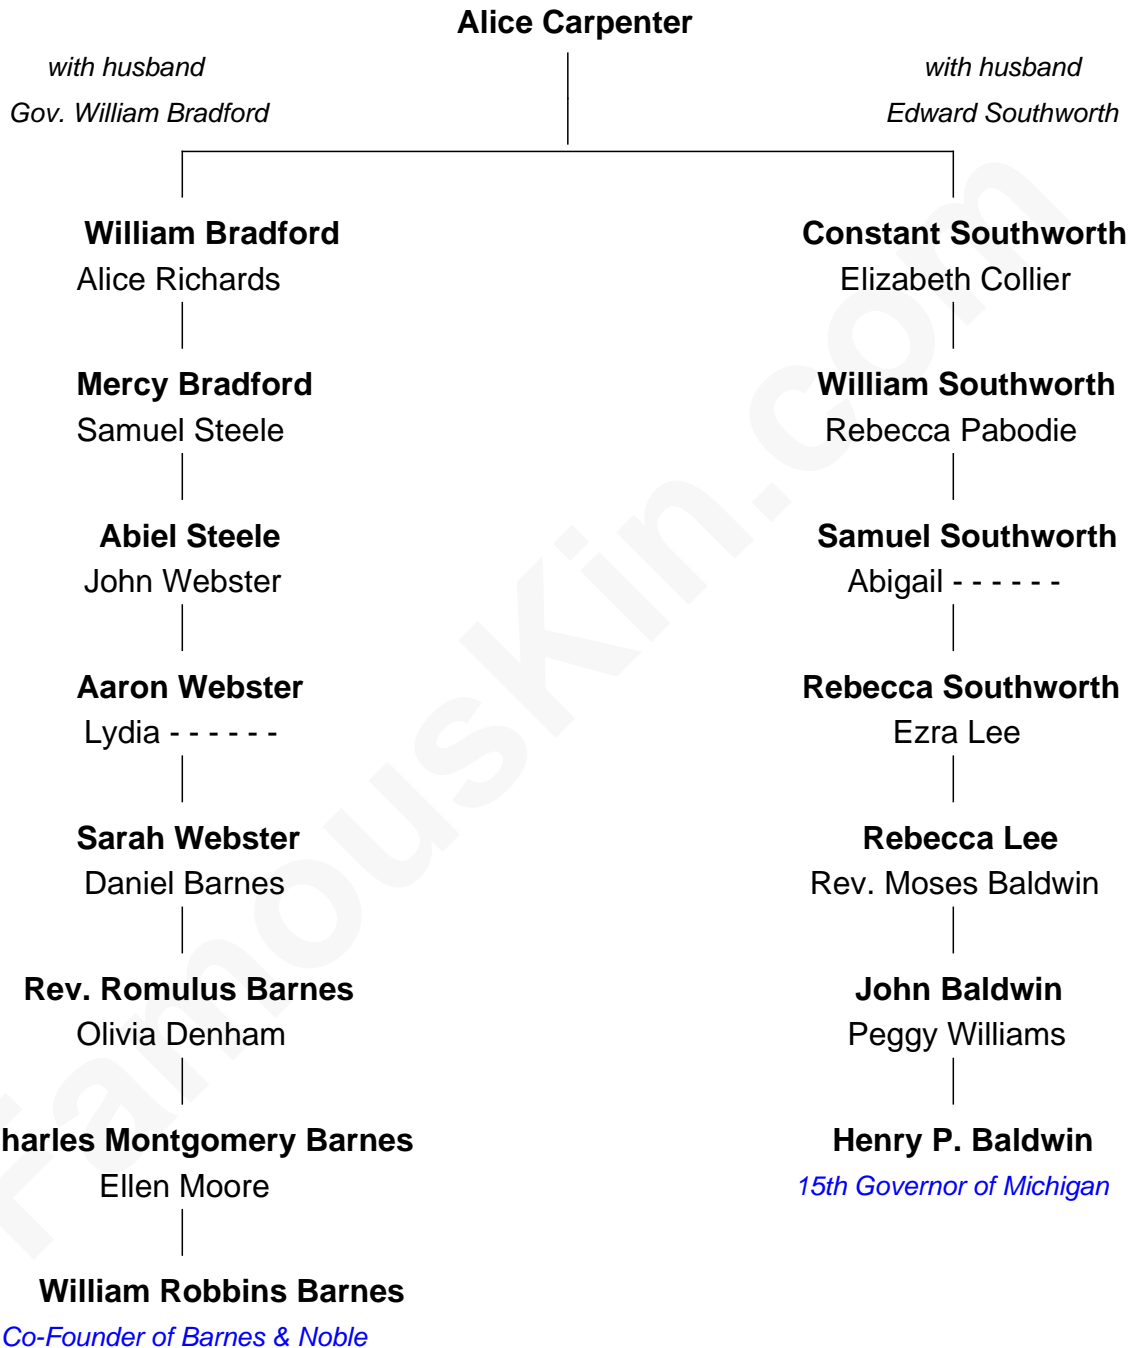 Alice Carpenter
with husband
Gov. William Bradford
with husband
Edward Southworth
William Bradford
Alice Richards
Constant Southworth
Elizabeth Collier
Mercy Bradford
Samuel Steele
William Southworth
Rebecca Pabodie
Abiel Steele
John Webster
Samuel Southworth
Abigail - - - - - -
Aaron Webster
Lydia - - - - - -
Rebecca Southworth
Ezra Lee
Sarah Webster
Daniel Barnes
Rebecca Lee
Rev. Moses Baldwin
Rev. Romulus Barnes
Olivia Denham
John Baldwin
Peggy Williams
harles Montgomery Barnes
Ellen Moore
Henry P. Baldwin
15th Governor of Michigan
William Robbins Barnes
Co-Founder of Barnes & Noble
FamousKin.com